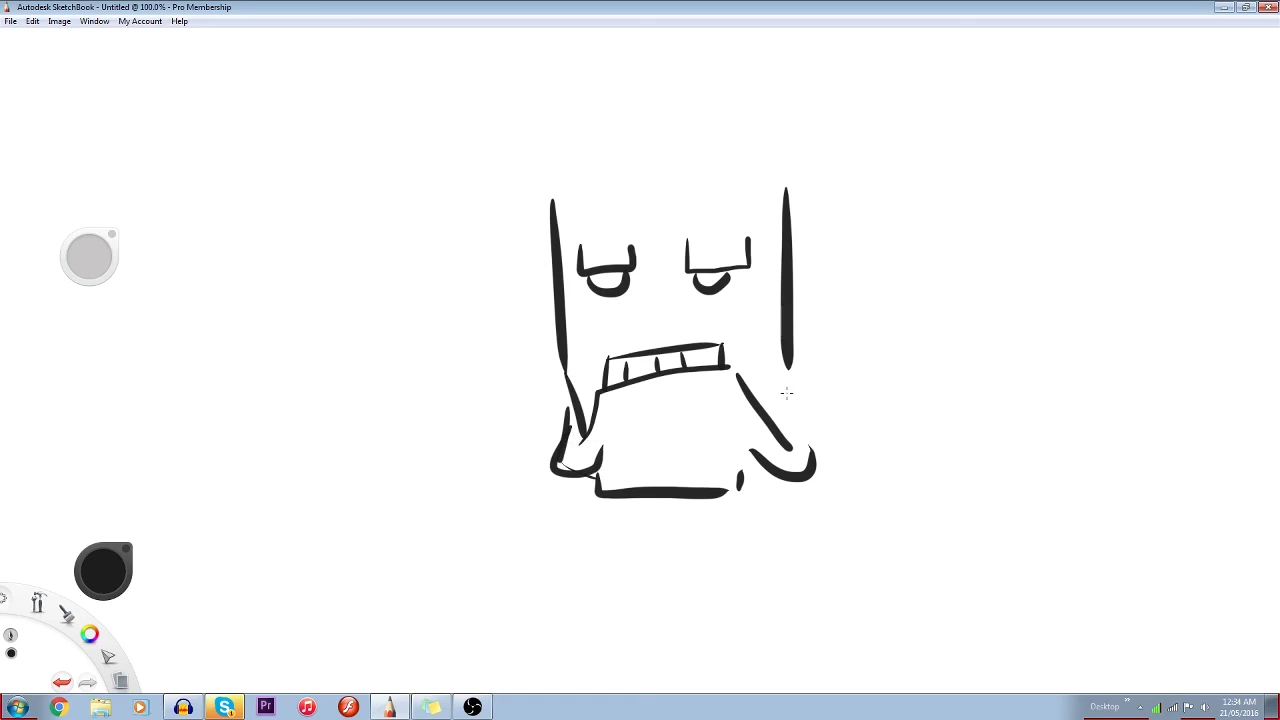 Autodesk SketchBook - Untitled @ 100.0% - Pro Membership
File Edit Image Window My Account Help
Pr
Desktop
12:34 AM
21/05/2016